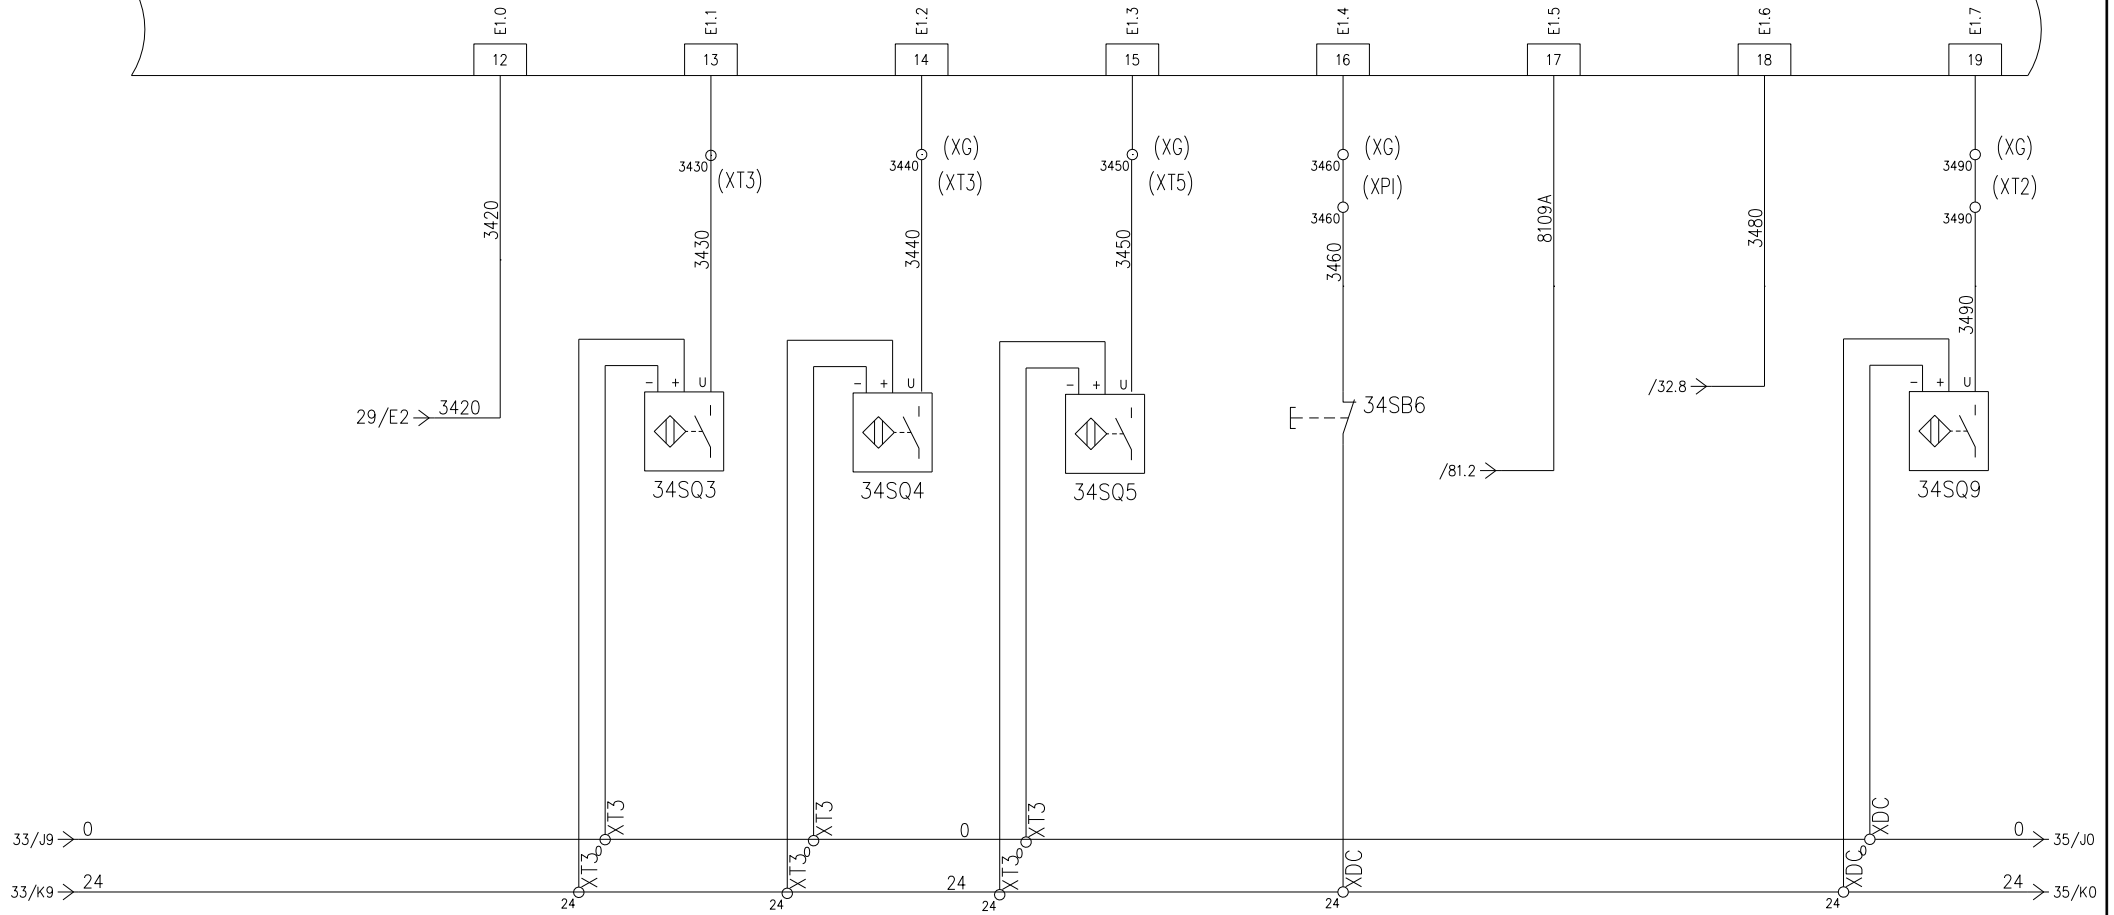 E1.0 E1.1 E1.2 E1.3 E1.4 E1.5 E1.6 E1.7
12 13 14 15 16 17 18 19
(XG) (XG) (XG) (XG)
3430 3440 3450 3460 3490
(XT3) (XT3) (XT5) (XPI) (XT2)
3460 3490
3420 3430 3440 3450 3460 8109A 3480 3490
- + U - + U - + U - + U
/32.8
29/E2 3420 34SB6
/81.2
34SQ3 34SQ4 34SQ5 34SQ9
XT3 XT3 XT3 XDC
33/J9 0 0 0 35/J0
0 0 0 0
XT3 XT3 XT3 XDC XDC
33/K9 24 24 24 35/K0
24 24 24 24 24